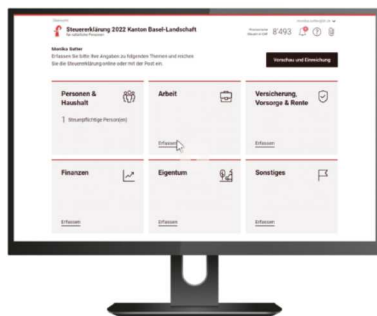 Steuererklärung 2022 Kanton Basel-Landschaft
8'493
Monika Sutter
Erfassen Sie bitte Ihre Angaben zu folgenden Themen und reichen
Sie die Steuererklärung online oder mit der Post ein.
Vorschau und Einreichung
Personen &
Haushalt
1 Steuerpflichtige Person(en)
Arbeit
Erfassen
Versicherung,
Vorsorge & Rente
Erfassen
Finanzen
Erfassen
Eigentum
Erfassen
Sonstiges
Erfassen